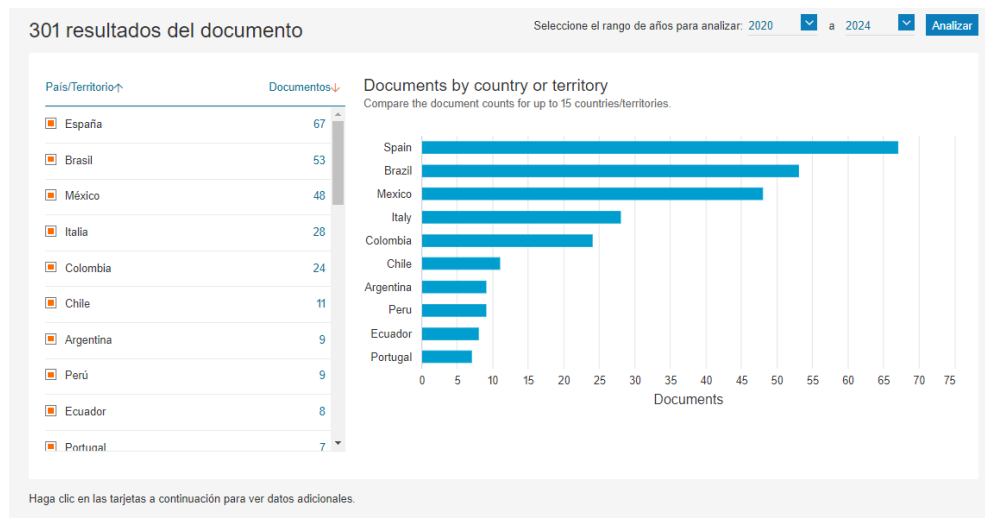 301 resultados del documento
Seleccione el rango de años para analizar: 2020 a 2024 Analizar
País/Territorio↑ Documentos↓
España 67
Brasil 53
México 48
Italia 28
Colombia 24
Chile 11
Argentina 9
Perú 9
Ecuador 8
Portugal 7
Documents by country or territory
Compare the document counts for up to 15 countries/territories.
Spain
Brazil
Mexico
Italy
Colombia
Chile
Argentina
Peru
Ecuador
Portugal
0 5 10 15 20 25 30 35 40 45 50 55 60 65 70 75
Documents
Haga clic en las tarjetas a continuación para ver datos adicionales.